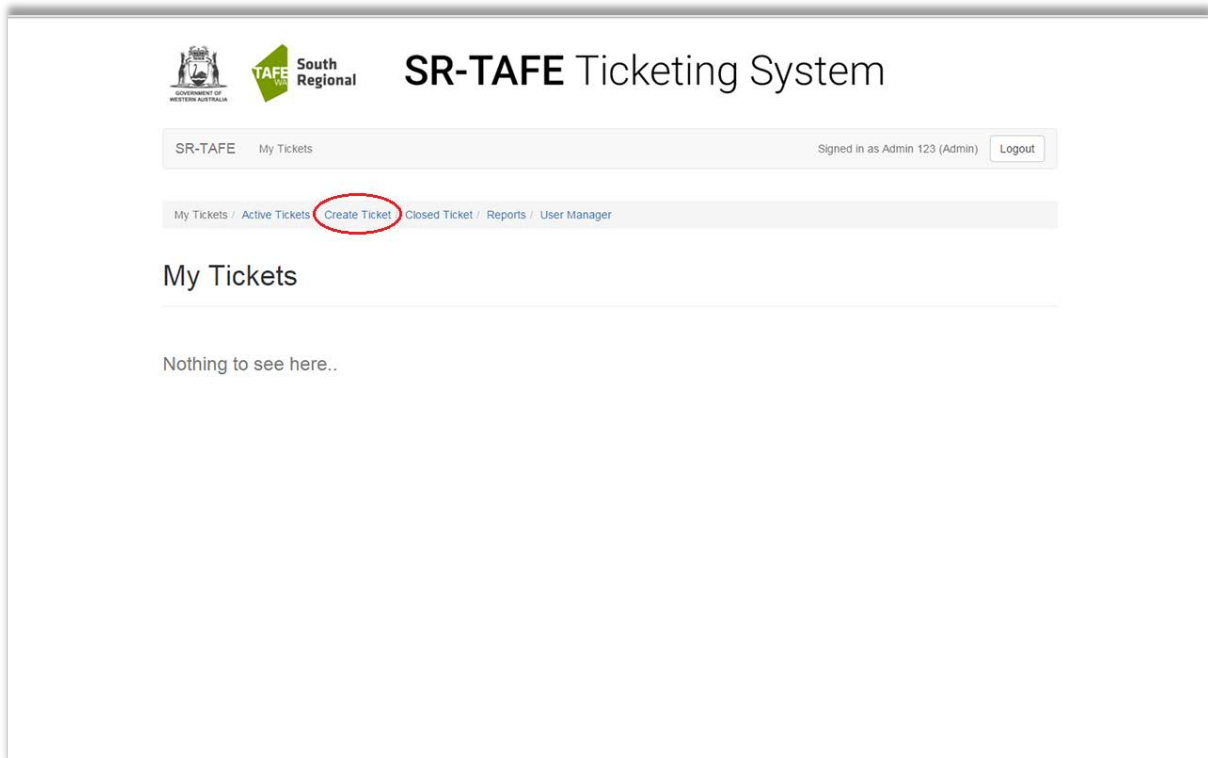 GOVERNMENT OF
WESTERN AUSTRALIA
TAFE
WA
South
Regional
SR-TAFE Ticketing System
SR-TAFE My Tickets Signed in as Admin 123 (Admin) Logout
My Tickets / Active Tickets / Create Ticket / Closed Ticket / Reports / User Manager
My Tickets
Nothing to see here..